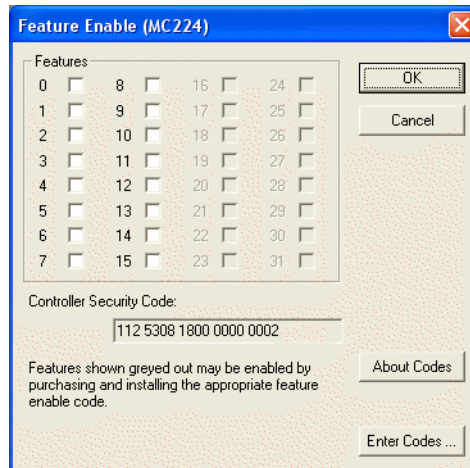 Feature Enable (MC224)
Features
0 8 16 24
1 9 17 25
2 10 18 26
3 11 19 27
4 12 20 28
5 13 21 29
6 14 22 30
7 15 23 31
OK
Cancel
Controller Security Code:
112 5308 1800 0000 0002
Features shown greyed out may be enabled by
purchasing and installing the appropriate feature
enable code.
About Codes
Enter Codes ...